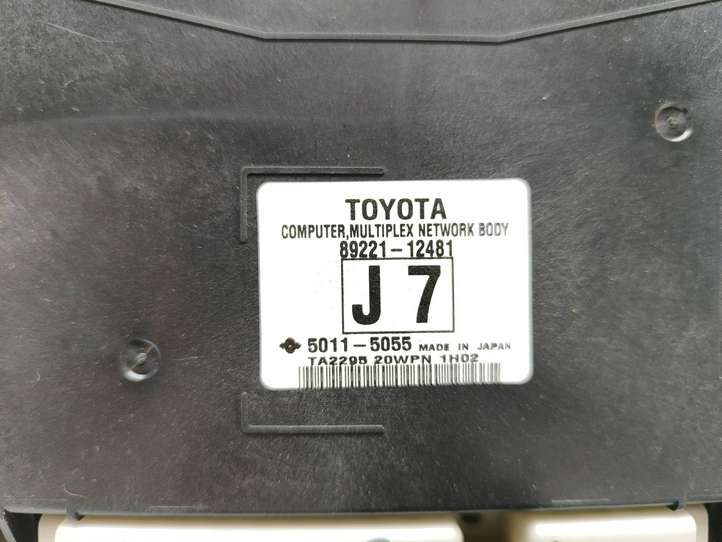 TOYOTA
COMPUTER,MULTIPLEX NETWORK BODY
89221-12481
J 7
5011-5055 MADE IN JAPAN
TA2295 20WPN 1H02